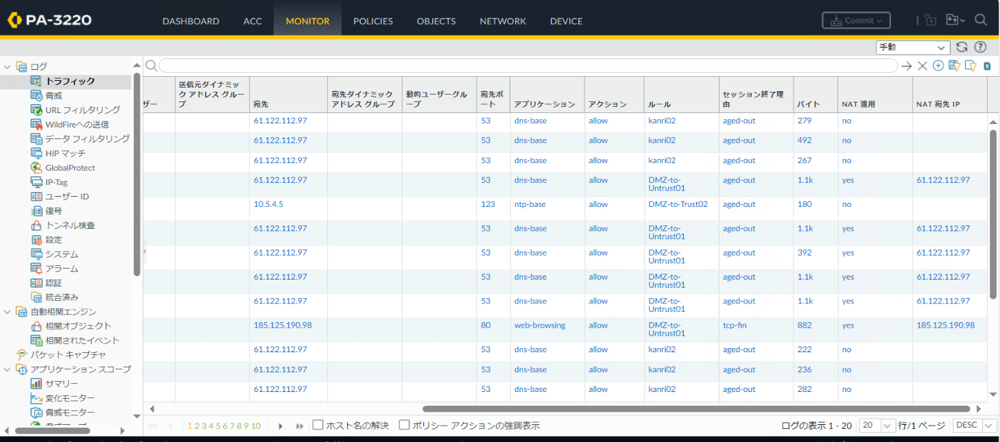 PA-3220
DASHBOARD ACC MONITOR POLICIES OBJECTS NETWORK DEVICE Commit
手動
ログ
トラフィック
脅威
URL フィルタリング
WildFireへの送信
データ フィルタリング
HIP マッチ
GlobalProtect
IP-Tag
ユーザー ID
復号
トンネル検査
設定
システム
アラーム
認証
統合済み
自動相関エンジン
相関オブジェクト
相関されたイベント
パケット キャプチャ
アプリケーション スコープ
サマリー
変化モニター
脅威モニター
ザー
送信元ダイナミッ
ク アドレス グルー
プ
宛先
宛先ダイナミック
アドレス グループ
動的ユーザーグル
ープ
宛先ポ
ート
アプリケーション
アクション
ルール
セッション終了理
由
バイト
NAT 適用
NAT 宛先 IP
61.122.112.97 53 dns-base allow kanri02 aged-out 279 no
61.122.112.97 53 dns-base allow kanri02 aged-out 492 no
61.122.112.97 53 dns-base allow kanri02 aged-out 267 no
61.122.112.97 53 dns-base allow DMZ-to- aged-out 1.1k yes 61.122.112.97
Untrust01
10.5.4.5 123 ntp-base allow DMZ-to-Trust02 aged-out 180 no
61.122.112.97 53 dns-base allow DMZ-to- aged-out 1.1k yes 61.122.112.97
Untrust01
61.122.112.97 53 dns-base allow DMZ-to- aged-out 392 yes 61.122.112.97
Untrust01
61.122.112.97 53 dns-base allow DMZ-to- aged-out 1.1k yes 61.122.112.97
Untrust01
61.122.112.97 53 dns-base allow DMZ-to- aged-out 1.1k yes 61.122.112.97
Untrust01
185.125.190.98 80 web-browsing allow DMZ-to- tcp-fin 882 yes 185.125.190.98
Untrust01
61.122.112.97 53 dns-base allow kanri02 aged-out 222 no
61.122.112.97 53 dns-base allow kanri02 aged-out 236 no
61.122.112.97 53 dns-base allow kanri02 aged-out 282 no
1 2 3 4 5 6 7 8 9 10 ホスト名の解決 ポリシー アクションの強調表示 ログの表示 1 - 20 20 行/1 ページ DESC